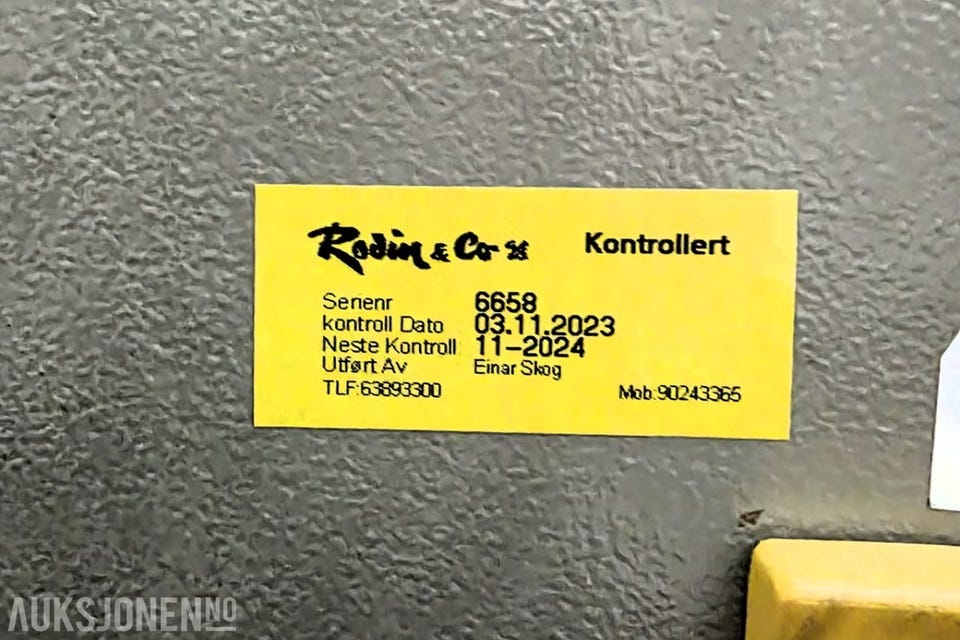 Rodin & Co as Kontrollert
Serienr 6658
kontroll Dato 03.11.2023
Neste Kontroll 11-2024
Utført Av Einar Skog
TLF:63893300 Mob:90243365
AUKSJONEN.NO